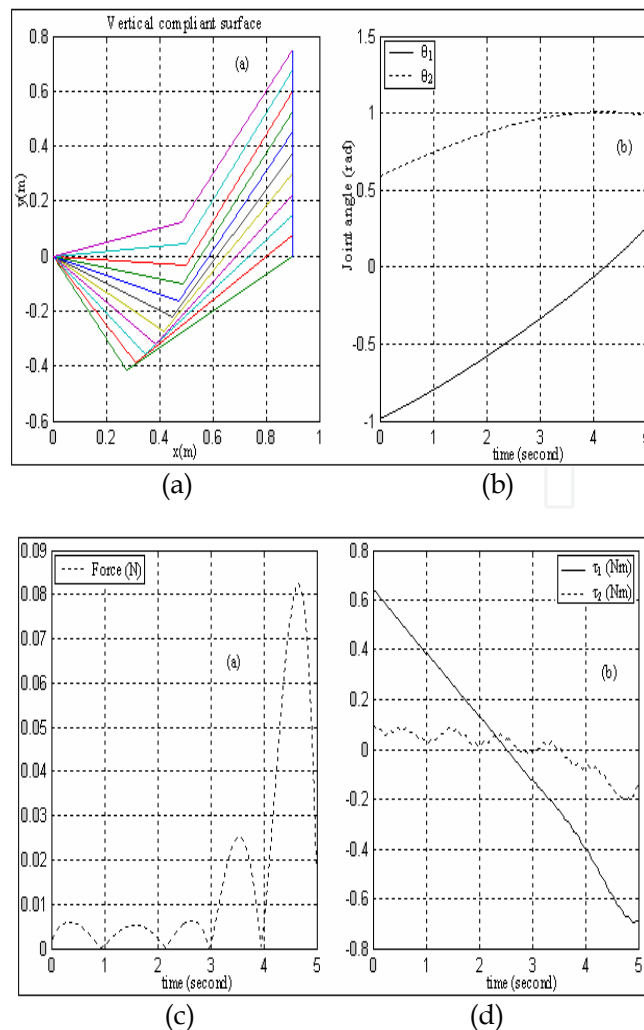 Vertical compliant surface
(a)
y(m)
0.8
0.6
0.4
0.2
0
-0.2
-0.4
-0.6
0 0.2 0.4 0.6 0.8 1
x(m)
θ1
θ2
(b)
Joint angle (rad)
1.5
1
0.5
0
-0.5
-1
0 1 2 3 4 5
time (second)
(a) (b)
Force (N)
(a)
0.09
0.08
0.07
0.06
0.05
0.04
0.03
0.02
0.01
0
0 1 2 3 4 5
time (second)
τ1 (Nm)
τ2 (Nm)
(b)
0.8
0.6
0.4
0.2
0
-0.2
-0.4
-0.6
-0.8
0 1 2 3 4 5
time (second)
(c) (d)